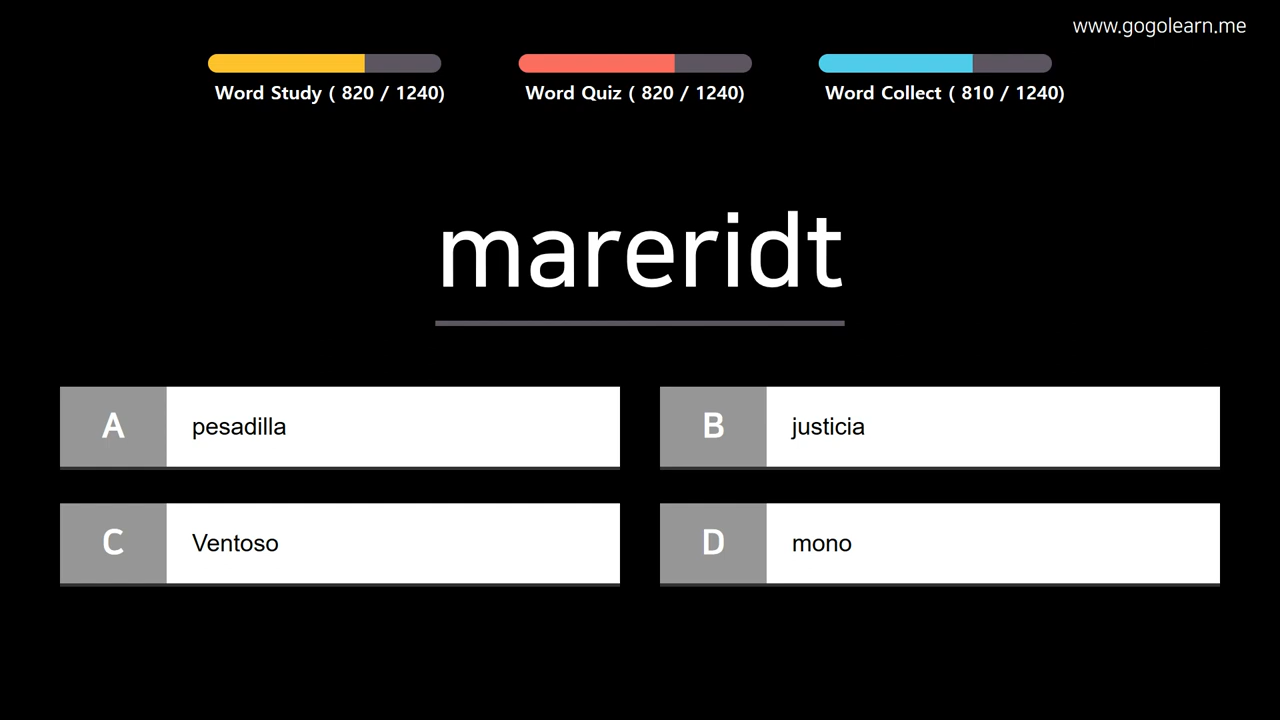 www.gogolearn.me
Word Study ( 820 / 1240)
Word Quiz ( 820 / 1240)
Word Collect ( 810 / 1240)
mareridt
A pesadilla
B justicia
C Ventoso
D mono